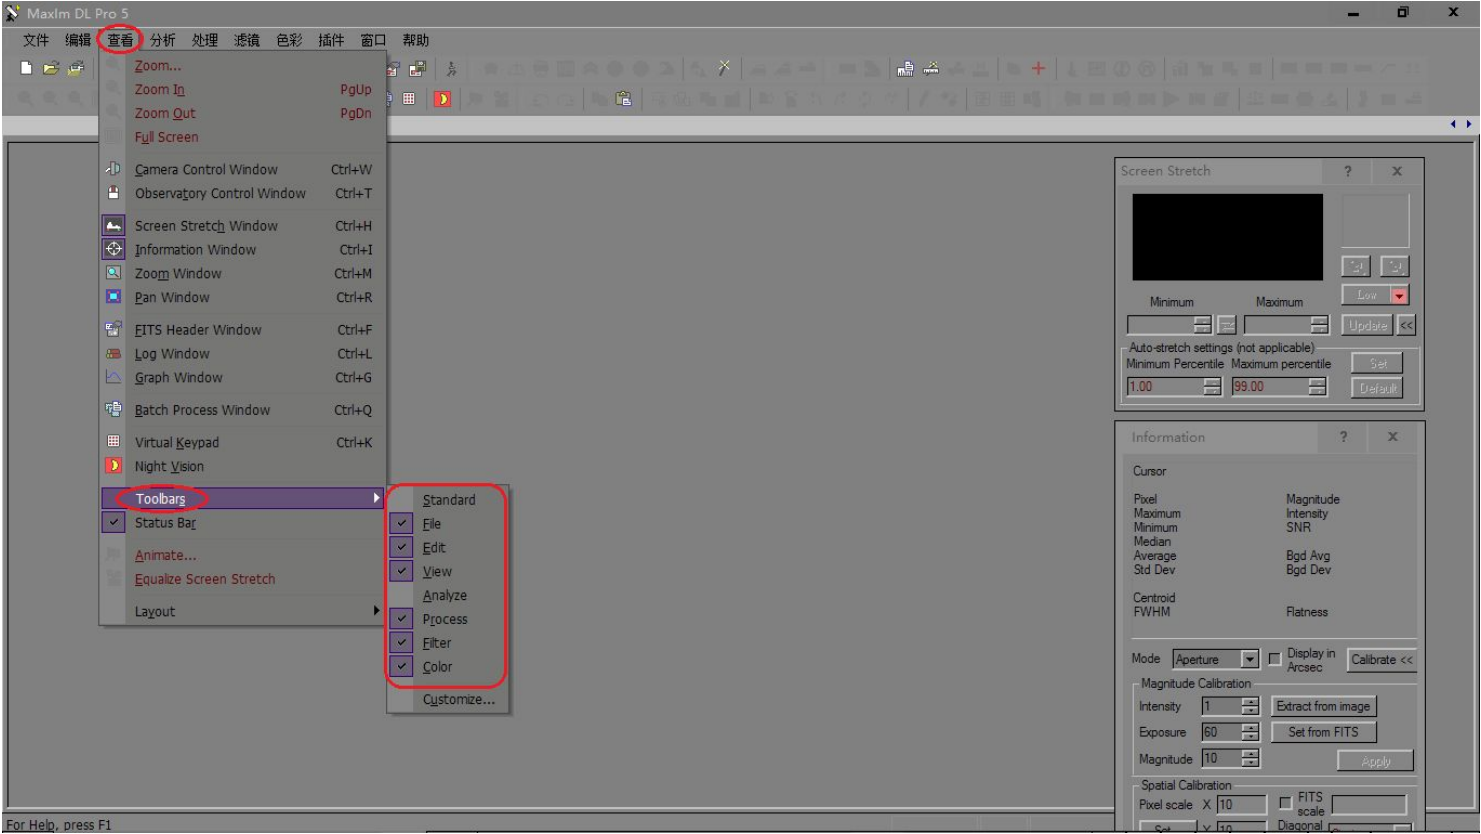 MaxIm DL Pro 5
文件 编辑 查看 分析 处理 滤镜 色彩 插件 窗口 帮助
Zoom...
Zoom In PgUp
Zoom Out PgDn
Full Screen
Camera Control Window Ctrl+W
Observatory Control Window Ctrl+T
Screen Stretch Window Ctrl+H
Information Window Ctrl+I
Zoom Window Ctrl+M
Pan Window Ctrl+R
FITS Header Window Ctrl+F
Log Window Ctrl+L
Graph Window Ctrl+G
Batch Process Window Ctrl+Q
Virtual Keypad Ctrl+K
Night Vision
Toolbars
Status Bar
Animate...
Equalize Screen Stretch
Layout
Standard
File
Edit
View
Analyze
Process
Filter
Color
Customize...
Screen Stretch ? X
Low
Minimum Maximum
Update <<
Auto-stretch settings (not applicable)
Minimum Percentile Maximum percentile Set
1.00 99.00 Default
Information ? X
Cursor
Pixel Magnitude
Maximum Intensity
Minimum SNR
Median
Average Bgd Avg
Std Dev Bgd Dev
Centroid
FWHM Flatness
Mode Aperture Display in Arcsec Calibrate <<
Magnitude Calibration
Intensity 1 Extract from image
Exposure 60 Set from FITS
Magnitude 10 Apply
Spatial Calibration
Pixel scale X 10 FITS scale
Set Y 10 Diagonal
For Help, press F1